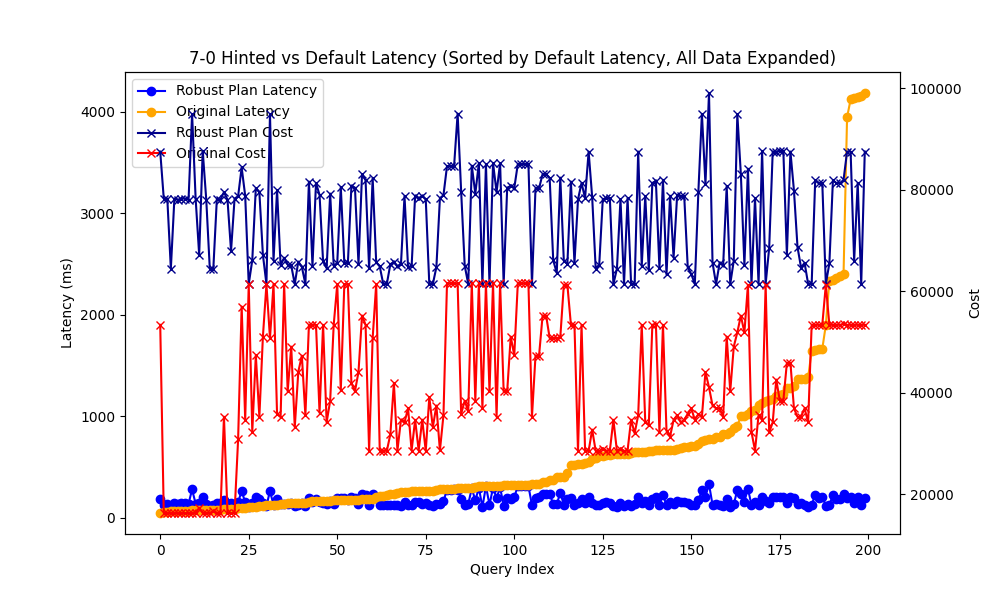 7-0 Hinted vs Default Latency (Sorted by Default Latency, All Data Expanded)
Robust Plan Latency
Original Latency
Robust Plan Cost
Original Cost
Latency (ms)
4000
3000
2000
1000
0
100000
80000
60000
40000
20000
Cost
0 25 50 75 100 125 150 175 200
Query Index